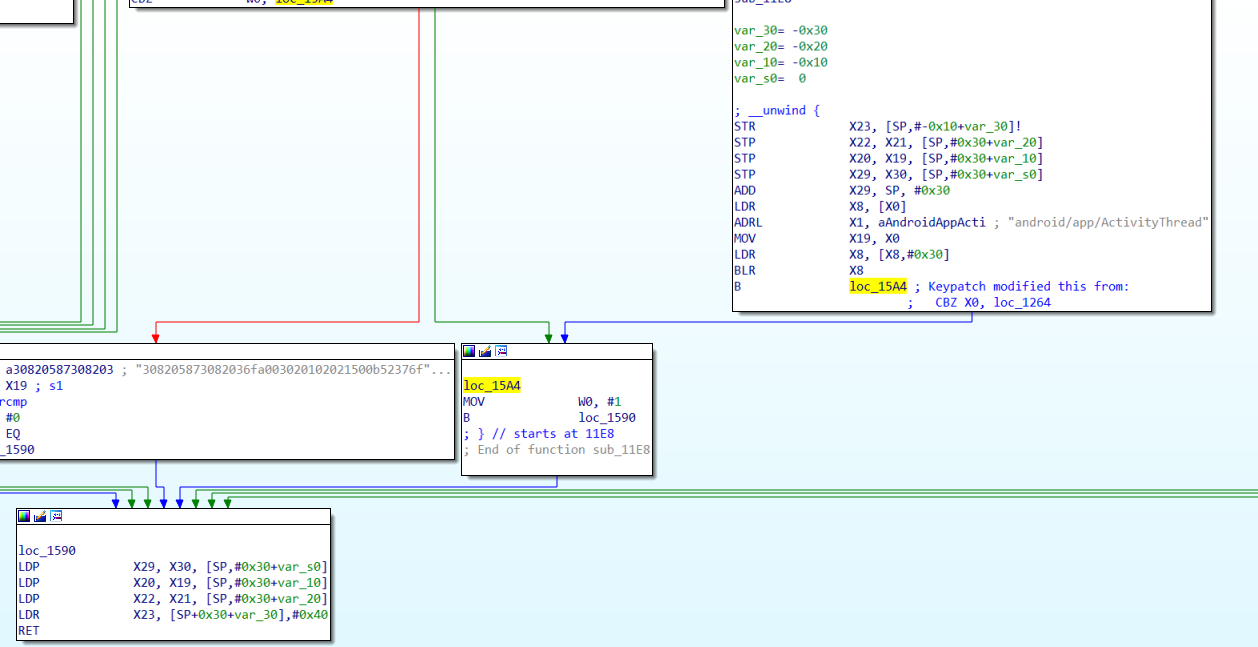 loc_15A4
sub_11E8
var_30= -0x30
var_20= -0x20
var_10= -0x10
var_s0=  0
; __unwind {
STR X23, [SP,#-0x10+var_30]!
STP X22, X21, [SP,#0x30+var_20]
STP X20, X19, [SP,#0x30+var_10]
STP X29, X30, [SP,#0x30+var_s0]
ADD X29, SP, #0x30
LDR X8, [X0]
ADRL X1, aAndroidAppActi ; "android/app/ActivityThread"
MOV X19, X0
LDR X8, [X8,#0x30]
BLR X8
B loc_15A4 ; Keypatch modified this from:
; CBZ X0, loc_1264
a30820587308203 ; "308205873082036fa003020102021500b52376f"...
X19 ; s1
rcmp
#0
EQ
_1590
loc_15A4
MOV W0, #1
B loc_1590
; } // starts at 11E8
; End of function sub_11E8
loc_1590
LDP X29, X30, [SP,#0x30+var_s0]
LDP X20, X19, [SP,#0x30+var_10]
LDP X22, X21, [SP,#0x30+var_20]
LDR X23, [SP+0x30+var_30],#0x40
RET